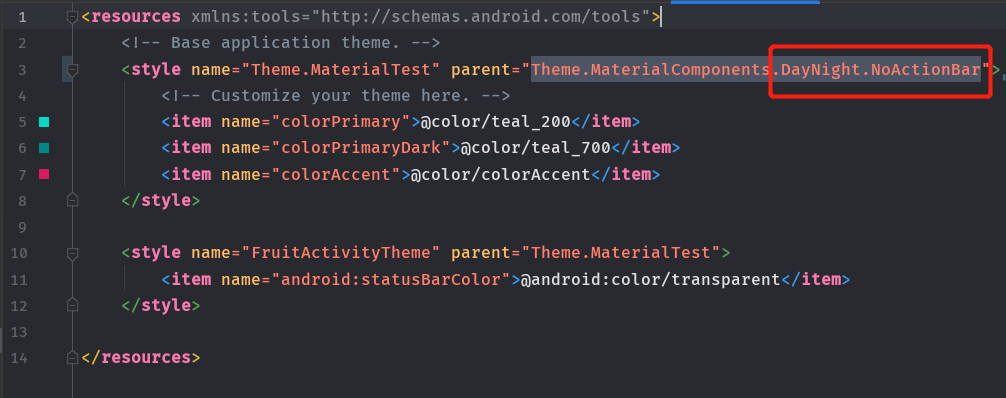 1 <resources xmlns:tools="http://schemas.android.com/tools">
2 <!-- Base application theme. -->
3 <style name="Theme.MaterialTest" parent="Theme.MaterialComponents.DayNight.NoActionBar">
4 <!-- Customize your theme here. -->
5 <item name="colorPrimary">@color/teal_200</item>
6 <item name="colorPrimaryDark">@color/teal_700</item>
7 <item name="colorAccent">@color/colorAccent</item>
8 </style>
9
10 <style name="FruitActivityTheme" parent="Theme.MaterialTest">
11 <item name="android:statusBarColor">@android:color/transparent</item>
12 </style>
13
14 </resources>